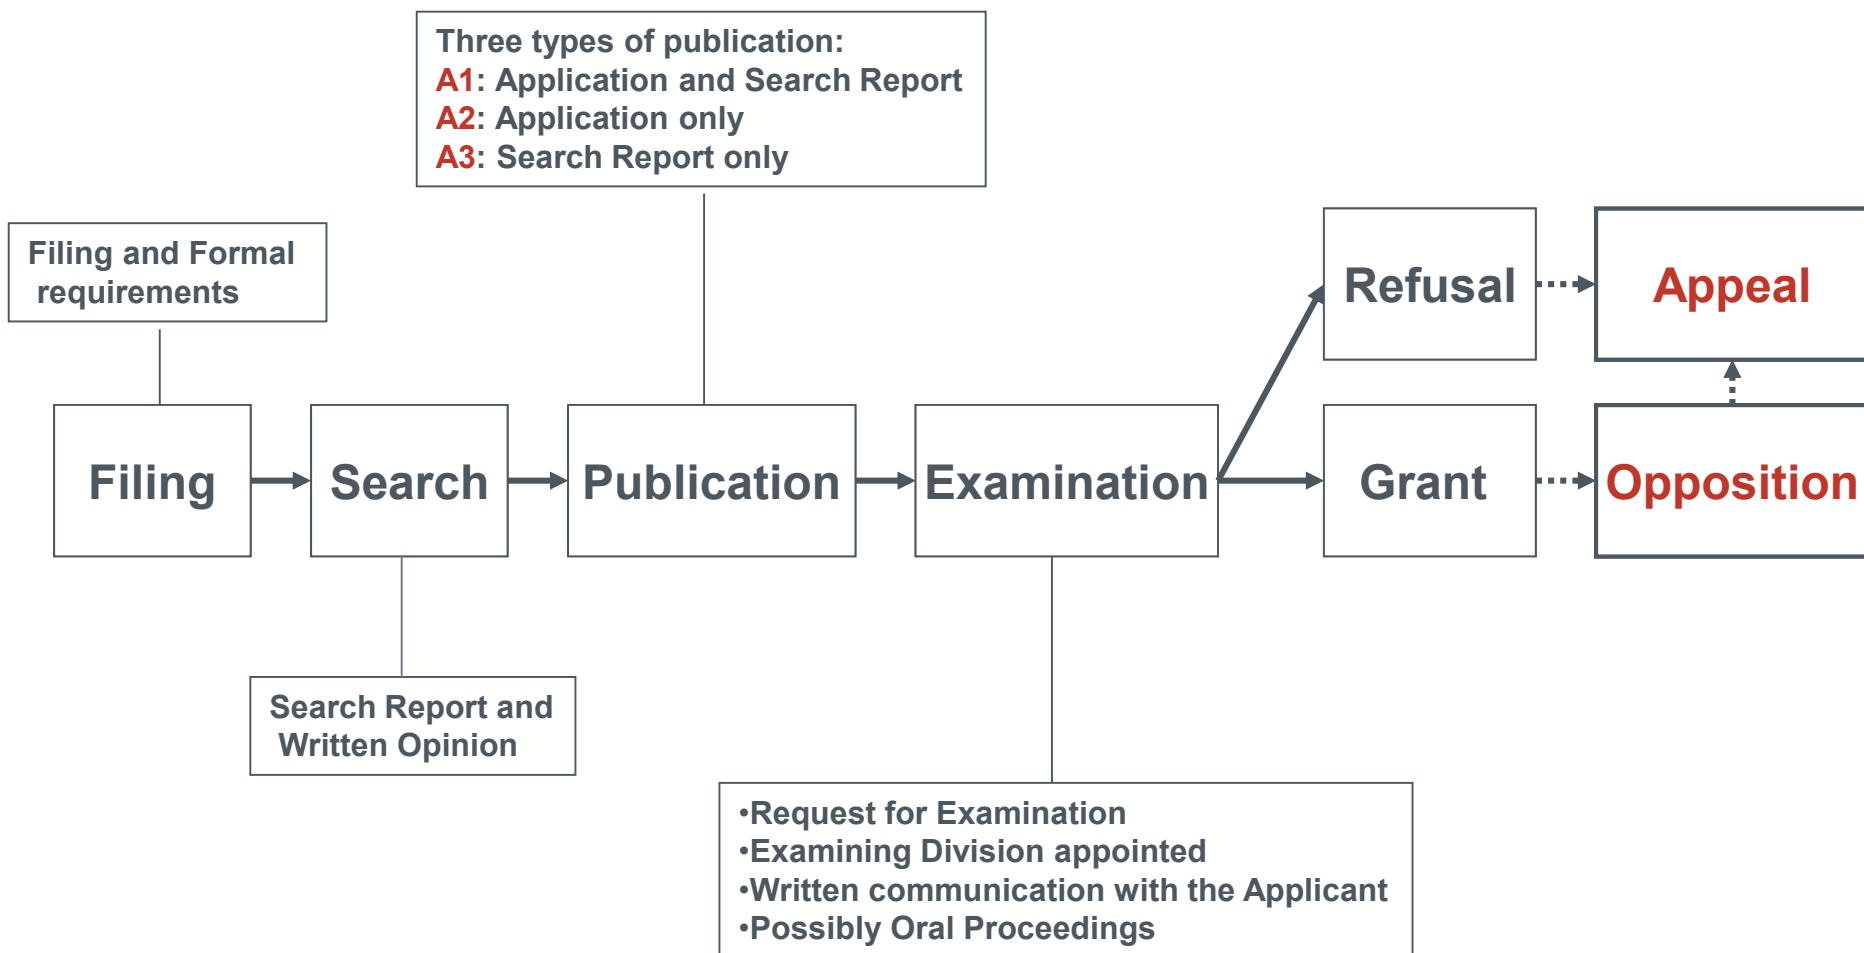 Three types of publication:
A1: Application and Search Report
A2: Application only
A3: Search Report only
Filing and Formal
requirements
Refusal
Appeal
Filing
Search
Publication
Examination
Grant
Opposition
Search Report and
Written Opinion
•Request for Examination
•Examining Division appointed
•Written communication with the Applicant
•Possibly Oral Proceedings